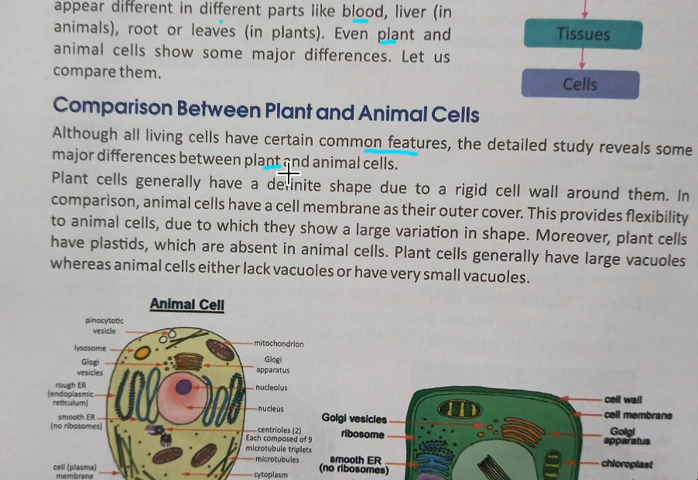 appear different in different parts like blood, liver (in
animals), root or leaves (in plants). Even plant and
animal cells show some major differences. Let us
compare them.
Tissues
Cells
Comparison Between Plant and Animal Cells
Although all living cells have certain common features, the detailed study reveals some
major differences between plant and animal cells.
Plant cells generally have a definite shape due to a rigid cell wall around them. In
comparison, animal cells have a cell membrane as their outer cover. This provides flexibility
to animal cells, due to which they show a large variation in shape. Moreover, plant cells
have plastids, which are absent in animal cells. Plant cells generally have large vacuoles
whereas animal cells either lack vacuoles or have very small vacuoles.
Animal Cell
pinocytotic
vesicle
lysosome
Glogi
vesicles
rough ER
(endoplasmic
reticulum)
smooth ER
(no ribosomes)
cell (plasma)
membrane
mitochondrion
Glogi
apparatus
nucleolus
nucleus
centrioles (2)
Each composed of 9
microtubule triplets
microtubules
cytoplasm
Golgi vesicles
ribosome
smooth ER
(no ribosomes)
cell wall
cell membrane
Golgi
apparatus
chloroplast